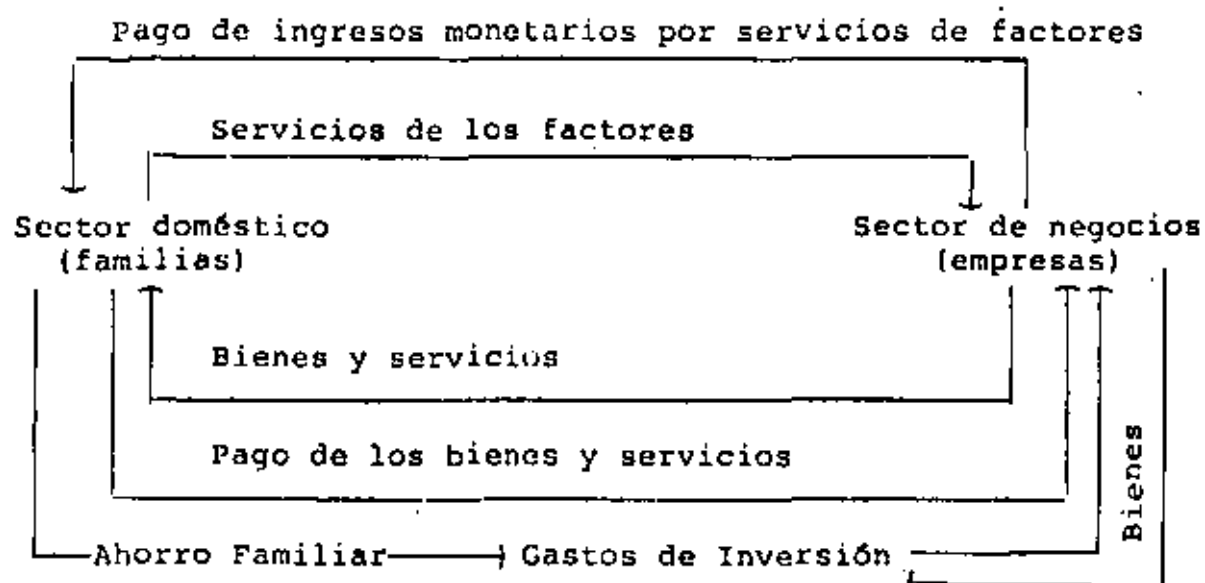 Pago de ingresos monetarios por servicios de factores
Servicios de los factores
Sector doméstico
(familias)
Sector de negocios
(empresas)
Bienes y servicios
Pago de los bienes y servicios
Bienes
Ahorro Familiar
Gastos de Inversión